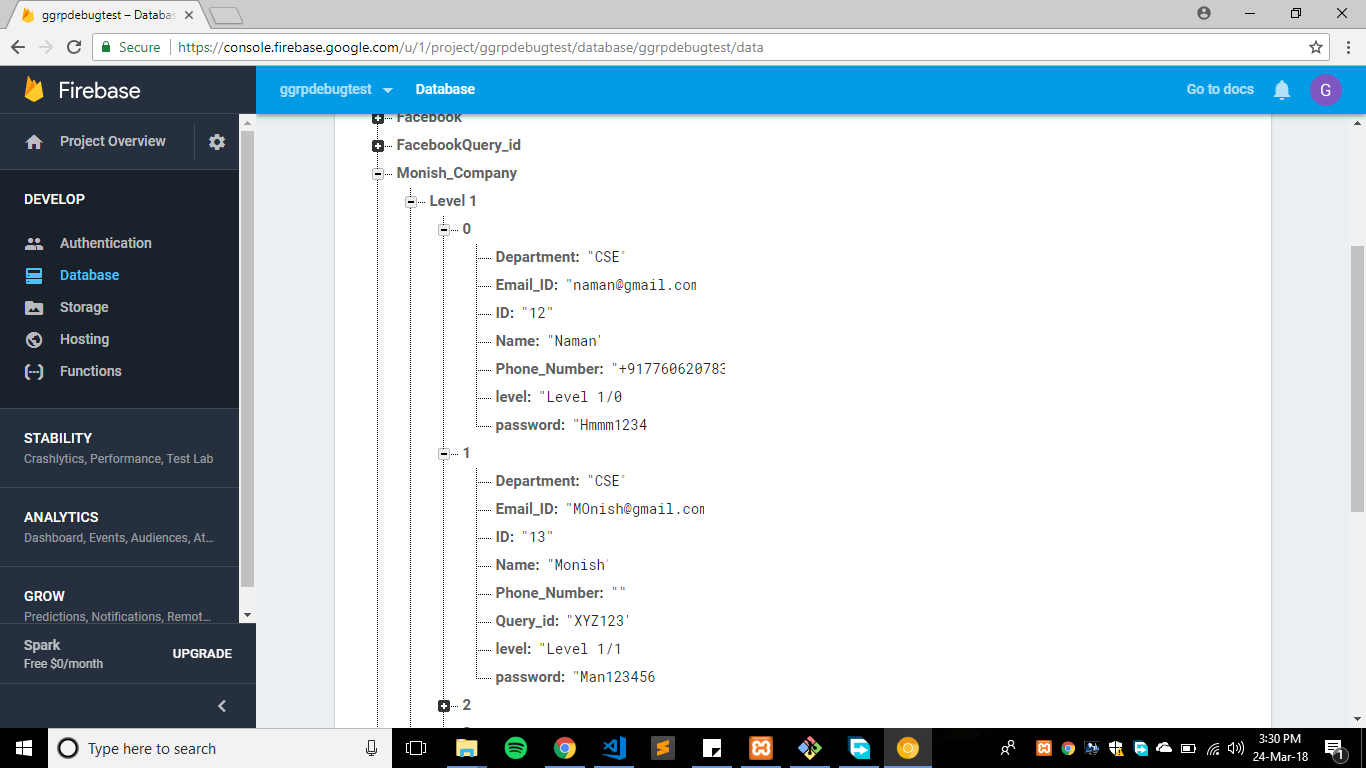 ggrpdebugtest – Databas
Secure https://console.firebase.google.com/u/1/project/ggrpdebugtest/database/ggrpdebugtest/data
Firebase
ggrpdebugtest
Database
Go to docs
G
Project Overview
DEVELOP
Authentication
Database
Storage
Hosting
Functions
STABILITY
Crashlytics, Performance, Test Lab
ANALYTICS
Dashboard, Events, Audiences, At...
GROW
Predictions, Notifications, Remot...
Spark
Free $0/month
UPGRADE
Facebook
FacebookQuery_id
Monish_Company
Level 1
0
Department: "CSE"
Email_ID: "naman@gmail.com
ID: "12"
Name: "Naman"
Phone_Number: "+917760620783
level: "Level 1/0
password: "Hmmm1234
1
Department: "CSE"
Email_ID: "MOnish@gmail.com
ID: "13"
Name: "Monish"
Phone_Number: ""
Query_id: "XYZ123"
level: "Level 1/1
password: "Man123456
2
Type here to search
3:30 PM
24-Mar-18
1